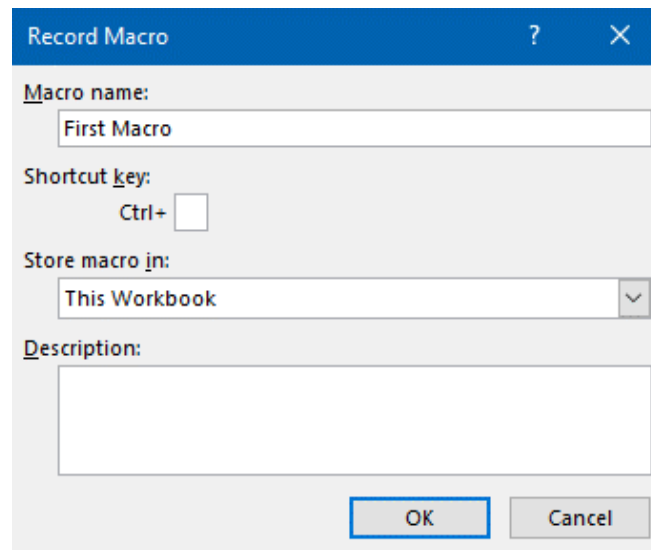 Record Macro ?
Macro name:
First Macro
Shortcut key:
Ctrl+
Store macro in:
This Workbook
Description:
OK Cancel